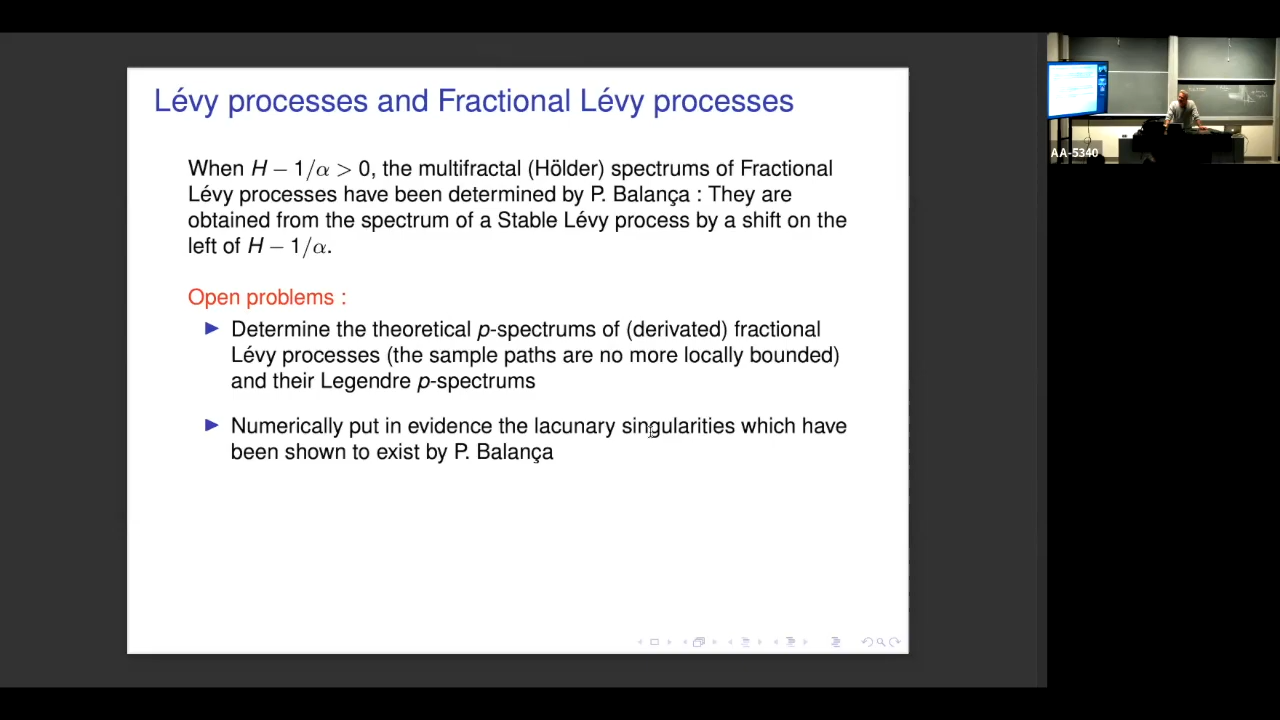 Lévy processes and Fractional Lévy processes
When H − 1/α > 0, the multifractal (Hölder) spectrums of Fractional
Lévy processes have been determined by P. Balança : They are
obtained from the spectrum of a Stable Lévy process by a shift on the
left of H − 1/α.
Open problems :
Determine the theoretical p-spectrums of (derivated) fractional
Lévy processes (the sample paths are no more locally bounded)
and their Legendre p-spectrums
Numerically put in evidence the lacunary singularities which have
been shown to exist by P. Balança
AA-5340